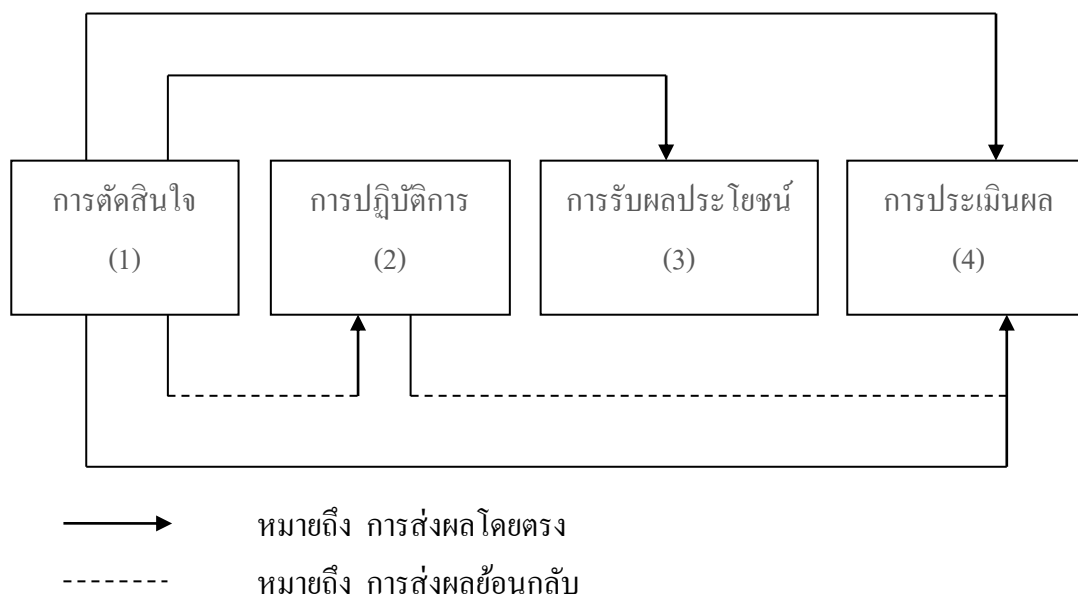 การตัดสินใจ
(1)
การปฏิบัติการ
(2)
การรับผลประโยชน์
(3)
การประเมินผล
(4)
หมายถึง การส่งผลโดยตรง
หมายถึง การส่งผลย้อนกลับ